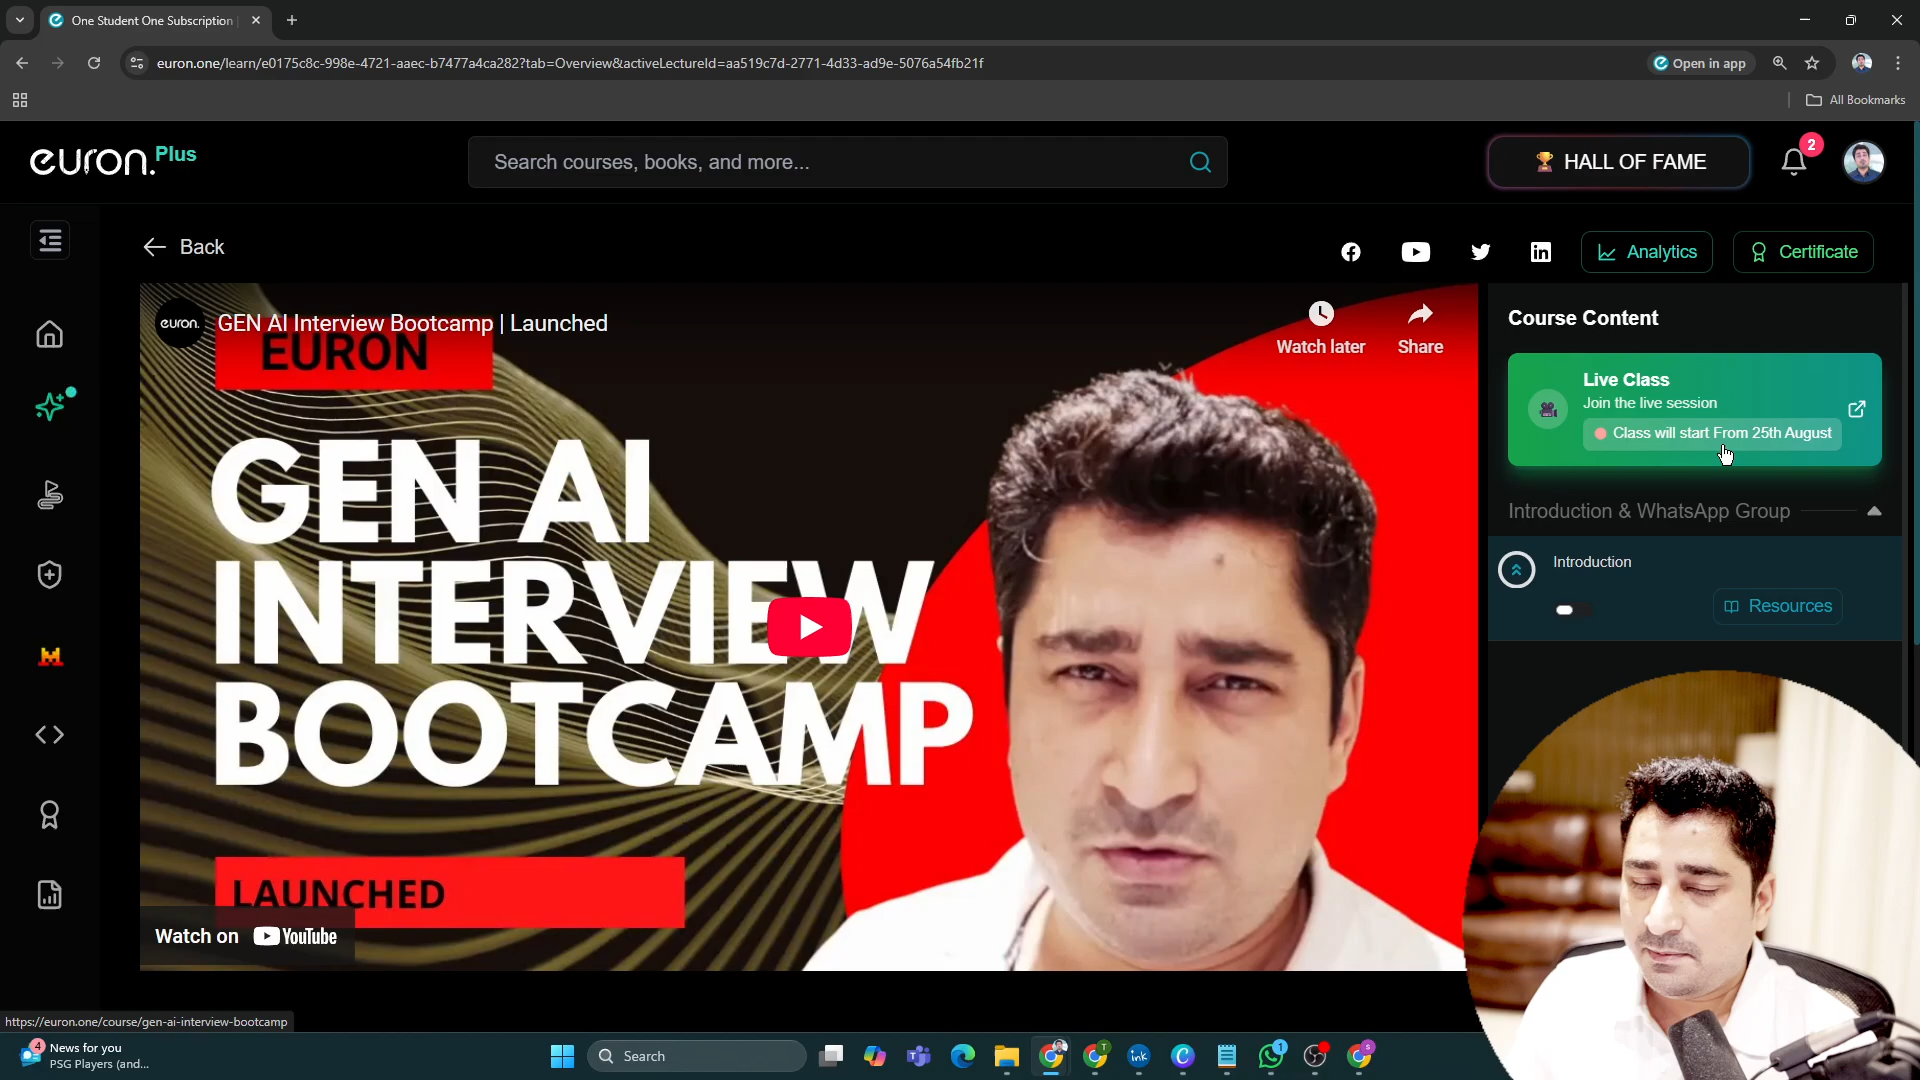 One Student One Subscription
euron.one/learn/e0175c8c-998e-4721-aaec-b7477a4ca282?tab=Overview&activeLectureId=aa519c7d-2771-4d33-ad9e-5076a54fb21f
Open in app
All Bookmarks
euron. Plus
Search courses, books, and more...
HALL OF FAME
2
Back
Analytics
Certificate
euron.
GEN AI Interview Bootcamp | Launched
Watch later
Share
EURON
GEN AI
INTERVIEW
BOOTCAMP
LAUNCHED
Watch on YouTube
Course Content
Live Class
Join the live session
Class will start From 25th August
Introduction & WhatsApp Group
Introduction
Resources
https://euron.one/course/gen-ai-interview-bootcamp
4
News for you
PSG Players (and...
Search
T
ink
1
S